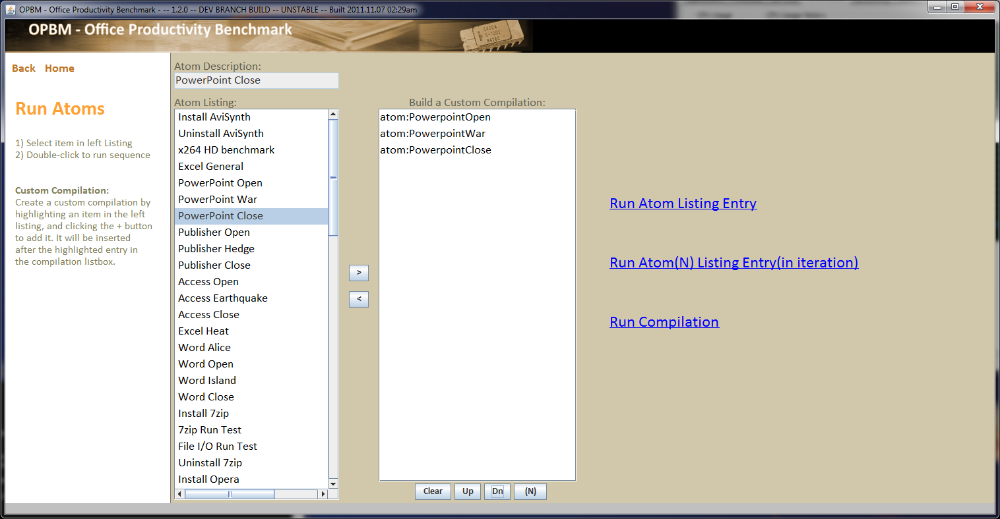 OPBM - Office Productivity Benchmark - -- 1.2.0 -- DEV BRANCH BUILD -- UNSTABLE -- Built 2011.11.07 02:29am
OPBM - Office Productivity Benchmark
Back Home
Run Atoms
1) Select item in left Listing
2) Double-click to run sequence
Custom Compilation:
Create a custom compilation by
highlighting an item in the left
listing, and clicking the + button
to add it. It will be inserted
after the highlighted entry in
the compilation listbox.
Atom Description:
PowerPoint Close
Atom Listing:
Install AviSynth
Uninstall AviSynth
x264 HD benchmark
Excel General
PowerPoint Open
PowerPoint War
PowerPoint Close
Publisher Open
Publisher Hedge
Publisher Close
Access Open
Access Earthquake
Access Close
Excel Heat
Word Alice
Word Open
Word Island
Word Close
Install 7zip
7zip Run Test
File I/O Run Test
Uninstall 7zip
Install Opera
>
<
Build a Custom Compilation:
atom:PowerpointOpen
atom:PowerpointWar
atom:PowerpointClose
Clear Up Dn (N)
Run Atom Listing Entry
Run Atom(N) Listing Entry(in iteration)
Run Compilation